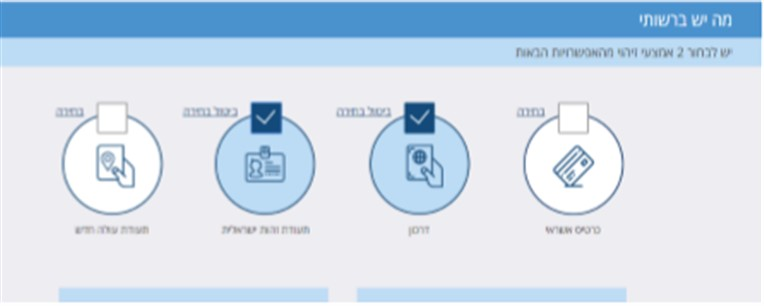 מה יש ברשותי
יש לבחור 2 אמצעי זיהוי מהאפשרויות הבאות
בחירה
ביטול בחירה
ביטול בחירה
בחירה
כרטיס אשראי
דרכון
תעודת זהות ישראלית
תעודת עולה חדש